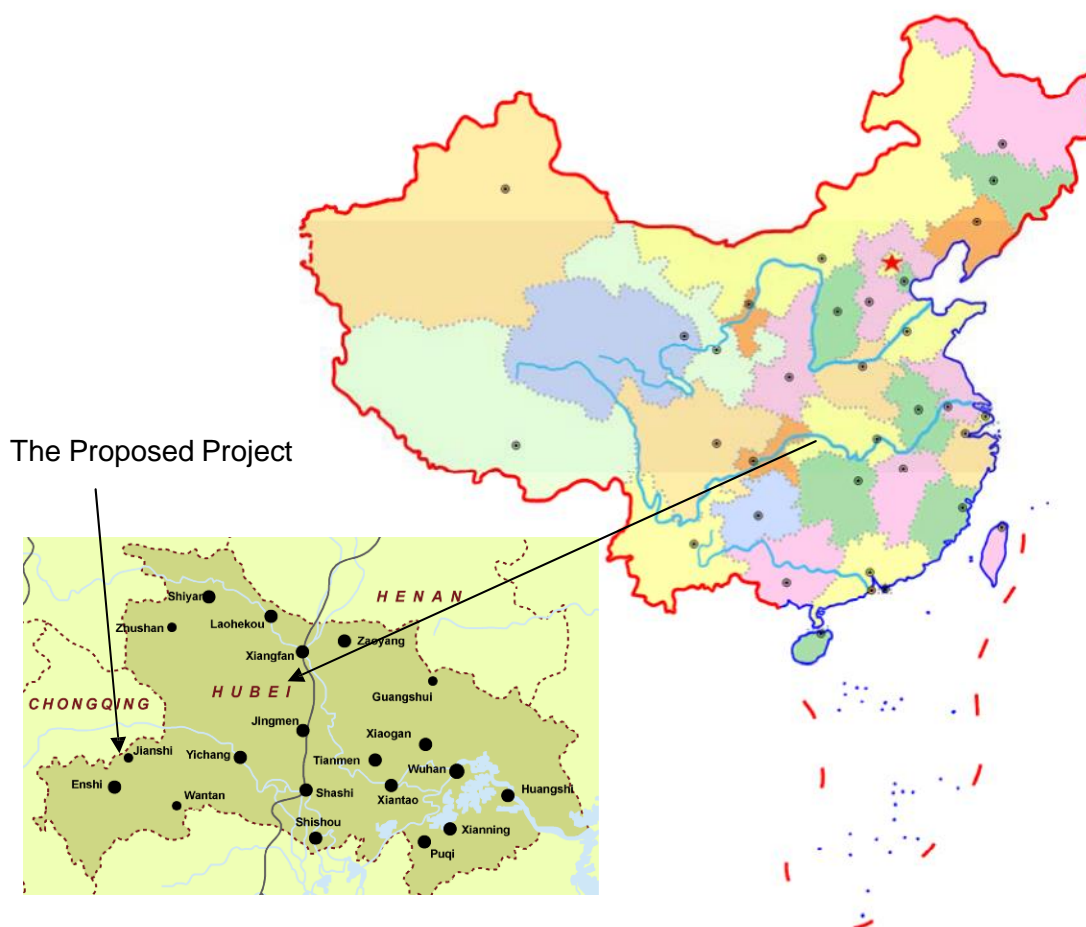 The Proposed Project
Shiyan
HENAN
Laohekou
Zhushan
Zaoyang
Xiangfan
Guangshui
HUBEI
CHONGQING
Jingmen
Xiaogan
Jianshi
Yichang
Tianmen
Wuhan
Enshi
Shashi
Xiantao
Huangshi
Wantan
Shishou
Xianning
Puqi